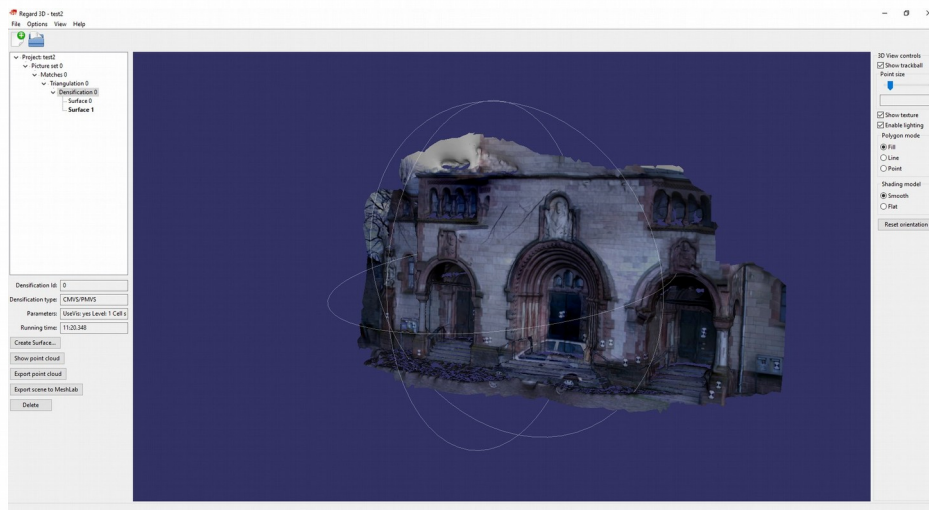 Regard 3D - test2
File Options View Help
Project: test2
Picture set 0
Matches 0
Triangulation 0
Densification 0
Surface 0
Surface 1
Densification Id: 0
Densification type: CMVS/PMVS
Parameters: UseVis: yes Level: 1 Cell s
Running time: 11:20.348
Create Surface...
Show point cloud
Export point cloud
Export scene to MeshLab
Delete
3D View controls
Show trackball
Point size
Show texture
Enable lighting
Polygon mode
Fill
Line
Point
Shading model
Smooth
Flat
Reset orientation